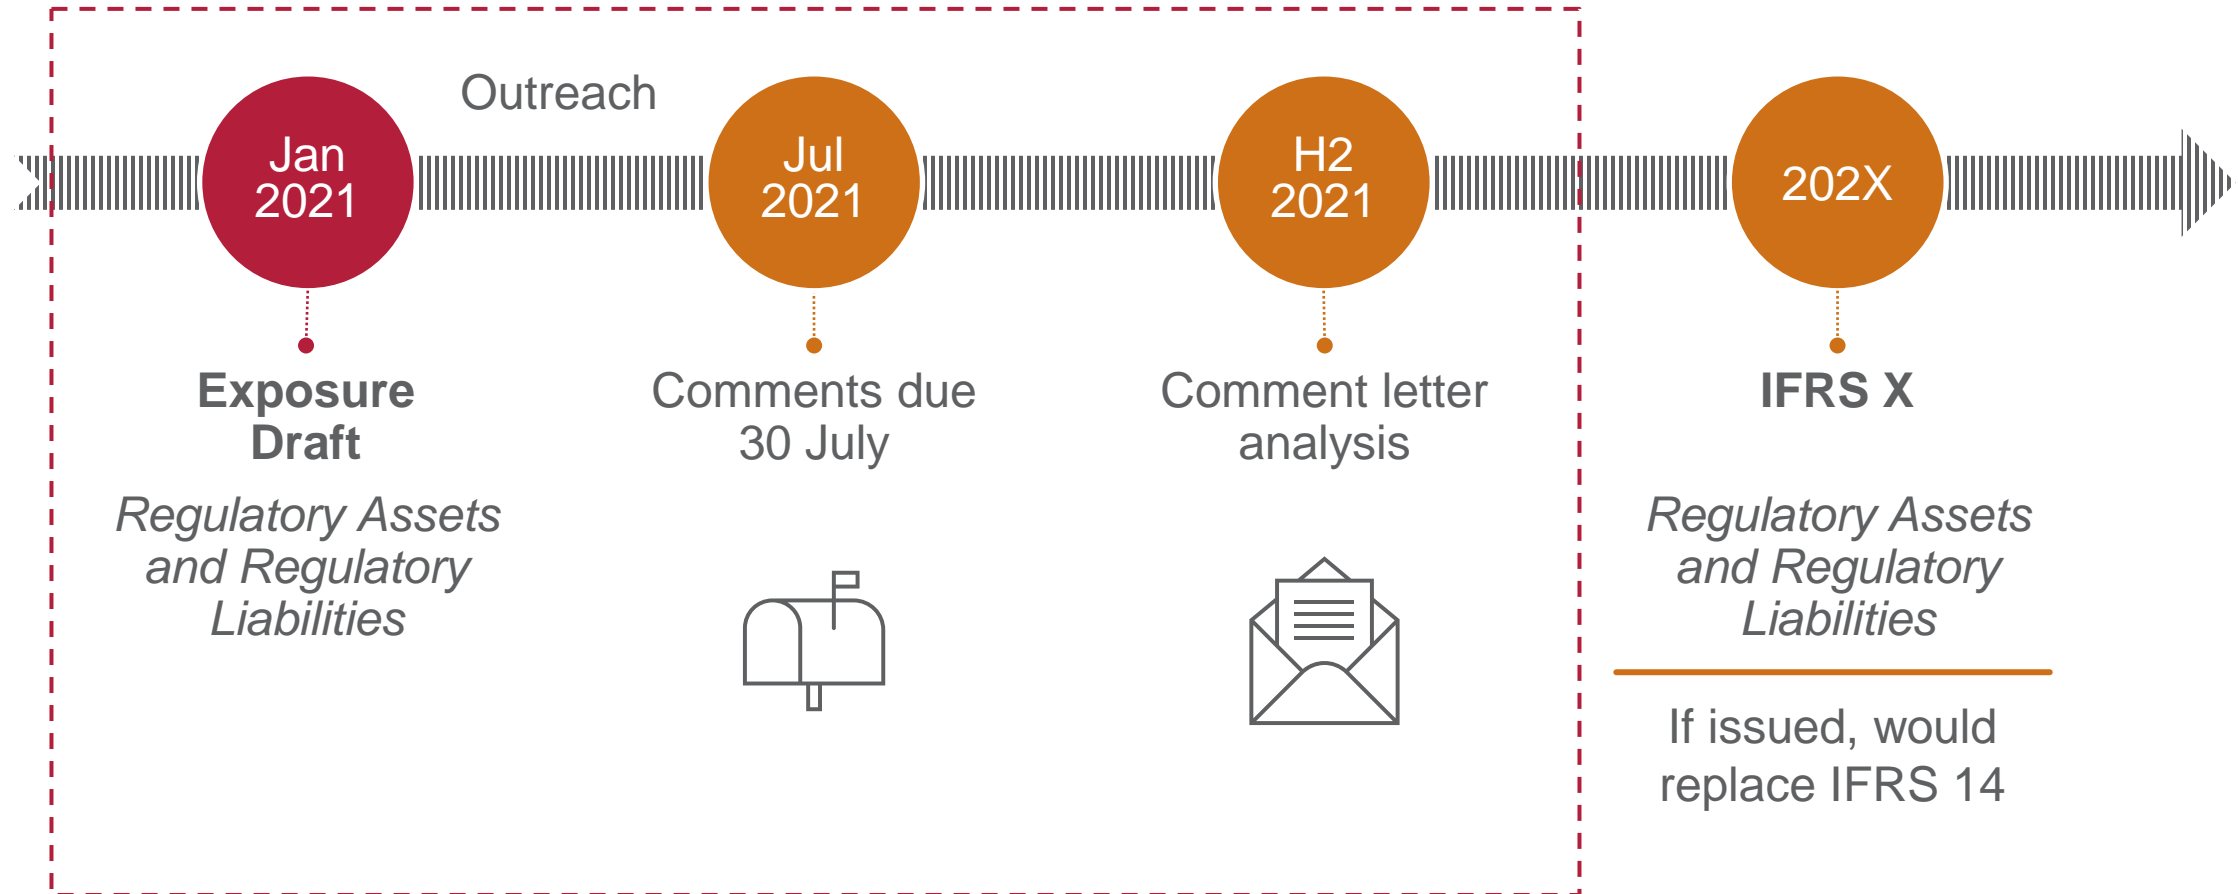 Outreach
Jan
2021
Jul
2021
H2
2021
202X
Exposure
Draft
Regulatory Assets
and Regulatory
Liabilities
Comments due
30 July
Comment letter
analysis
IFRS X
Regulatory Assets
and Regulatory
Liabilities
If issued, would
replace IFRS 14